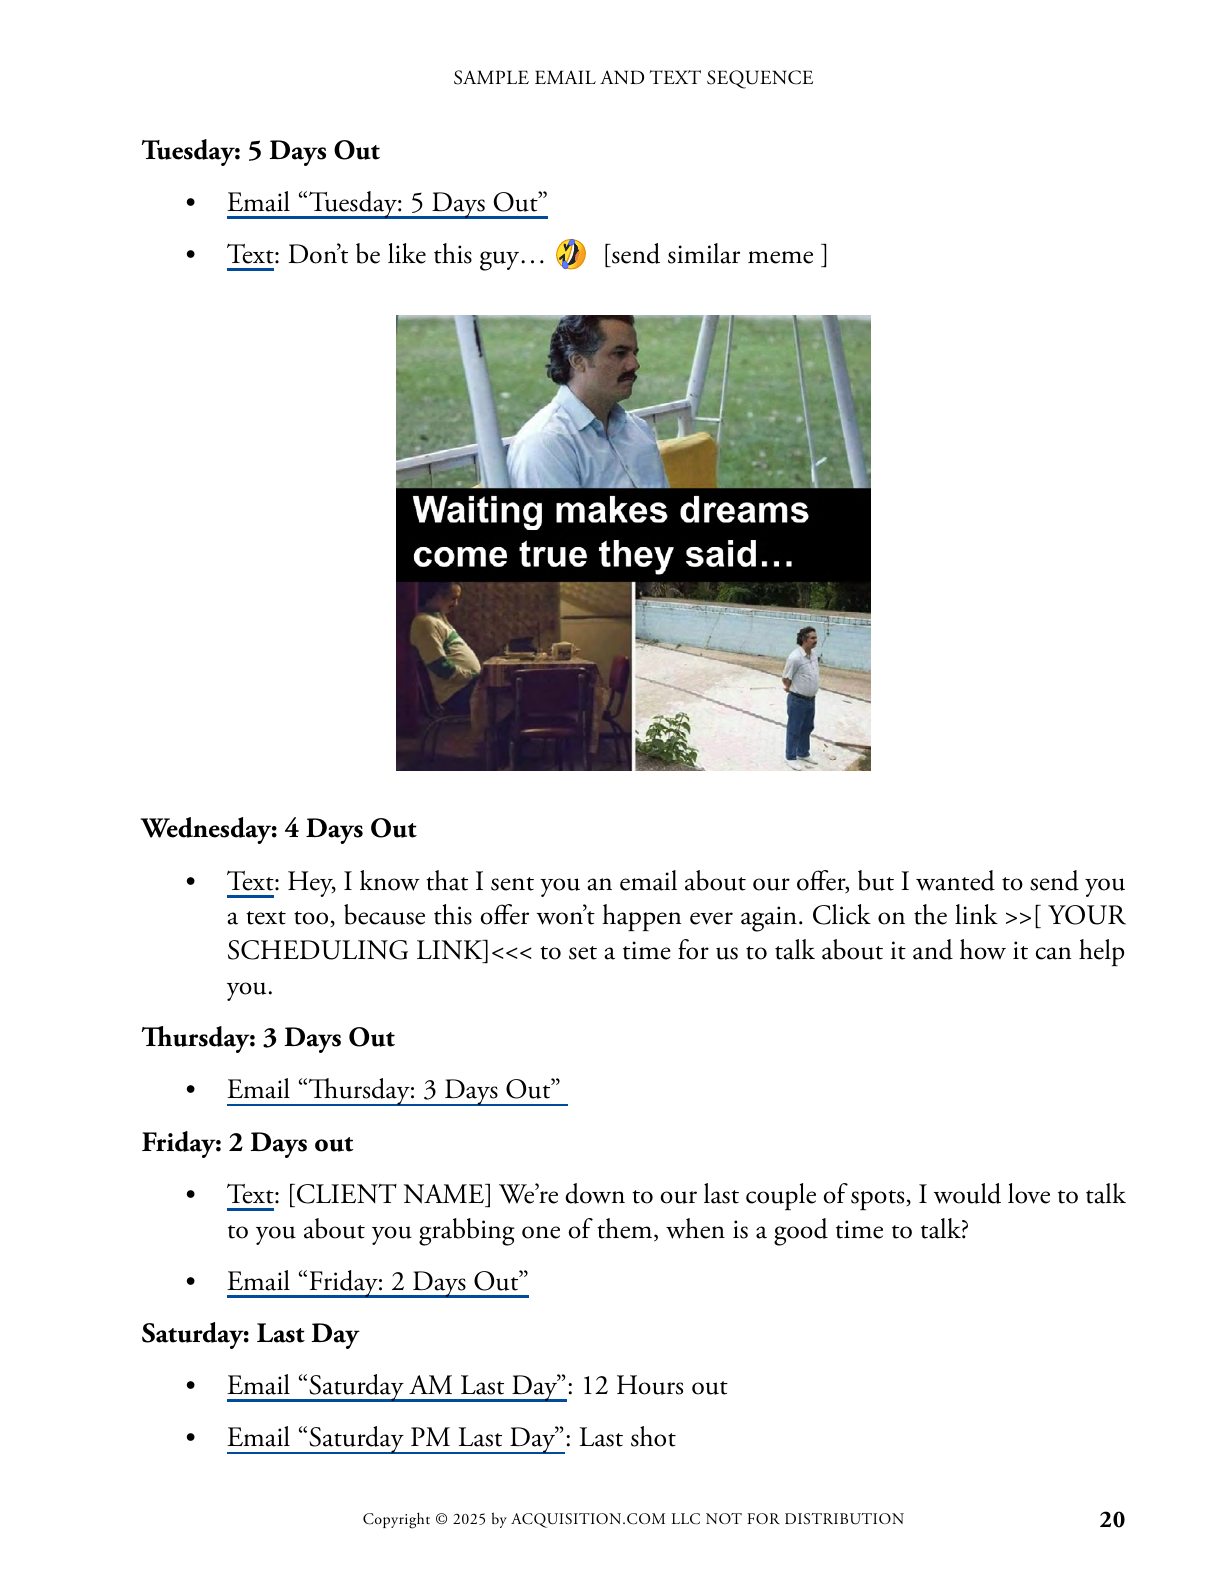 SAMPLE EMAIL AND TEXT SEQUENCE
Tuesday: 5 Days Out
• Email “Tuesday: 5 Days Out”
• Text: Don’t be like this guy… 🤣 [send similar meme ]
Waiting makes dreams
come true they said...
Wednesday: 4 Days Out
• Text: Hey, I know that I sent you an email about our offer, but I wanted to send you
a text too, because this offer won’t happen ever again. Click on the link >>[ YOUR
SCHEDULING LINK]<<< to set a time for us to talk about it and how it can help
you.
Thursday: 3 Days Out
• Email “Thursday: 3 Days Out”
Friday: 2 Days out
• Text: [CLIENT NAME] We’re down to our last couple of spots, I would love to talk
to you about you grabbing one of them, when is a good time to talk?
• Email “Friday: 2 Days Out”
Saturday: Last Day
• Email “Saturday AM Last Day”: 12 Hours out
• Email “Saturday PM Last Day”: Last shot
Copyright © 2025 by ACQUISITION.COM LLC NOT FOR DISTRIBUTION
20